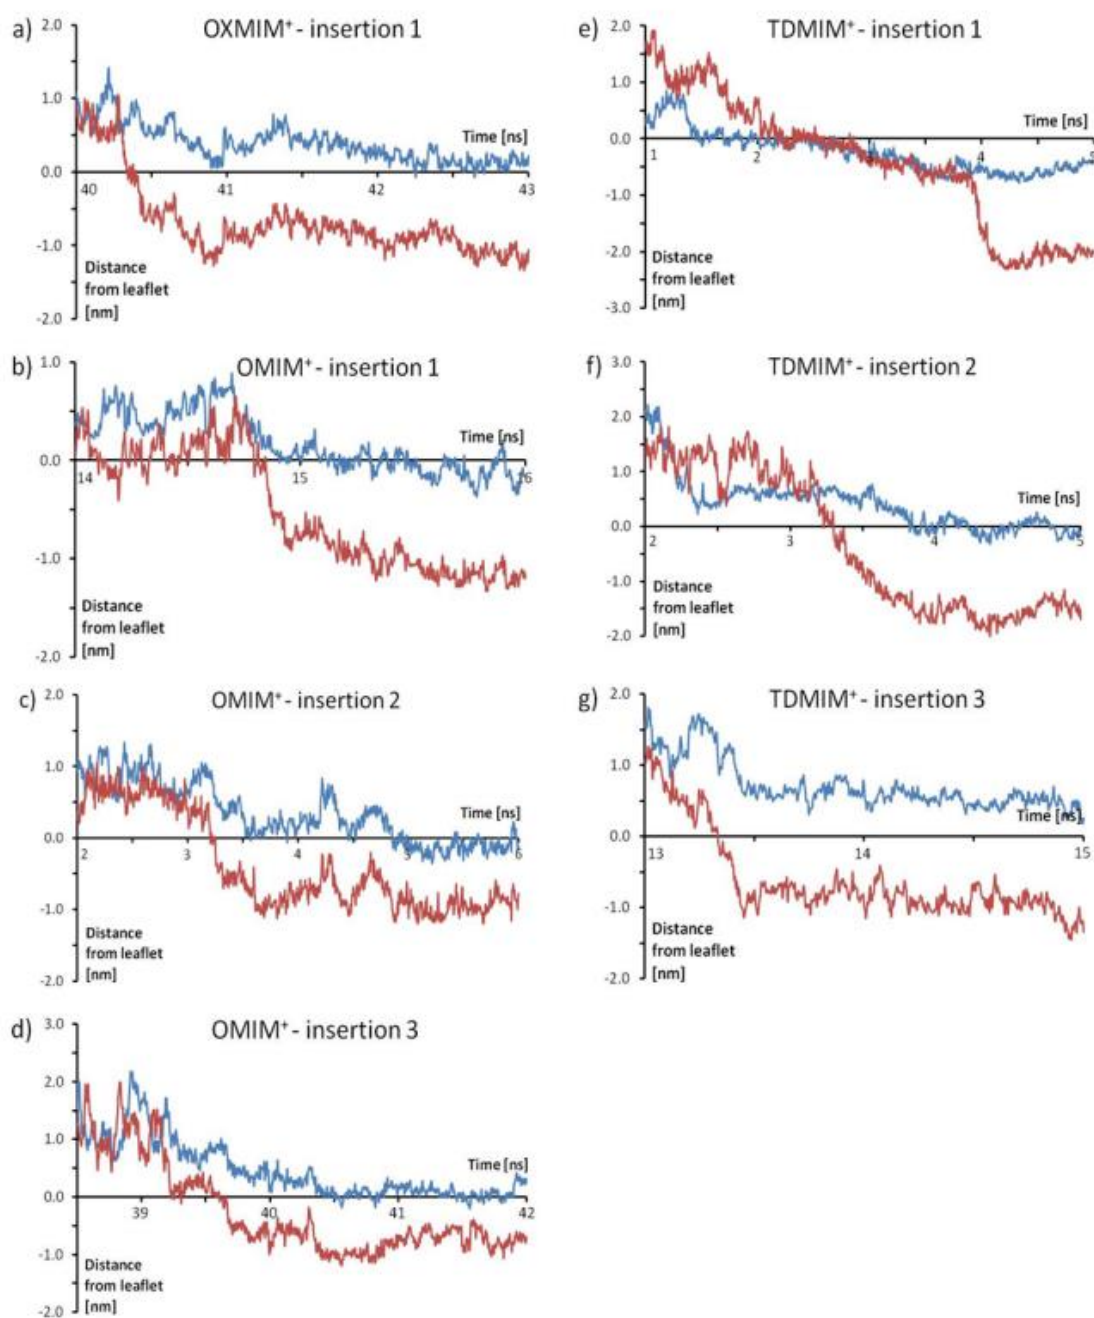 a)
OXMIM⁺ - insertion 1
2.0
1.0
0.0
-1.0
-2.0
Time [ns]
40
41
42
43
Distance
from leaflet
[nm]
b)
OMIM⁺ - insertion 1
1.0
0.0
-1.0
-2.0
Time [ns]
14
15
16
Distance
from leaflet
[nm]
c)
OMIM⁺ - insertion 2
2.0
1.0
0.0
-1.0
-2.0
Time [ns]
2
3
4
5
6
Distance
from leaflet
[nm]
d)
OMIM⁺ - insertion 3
3.0
2.0
1.0
0.0
-1.0
-2.0
Time [ns]
39
40
41
42
Distance
from leaflet
[nm]
e)
TDMIM⁺ - insertion 1
2.0
1.0
0.0
-1.0
-2.0
-3.0
Time [ns]
1
2
4
Distance
from leaflet
[nm]
f)
TDMIM⁺ - insertion 2
3.0
2.0
1.0
0.0
-1.0
-2.0
Time [ns]
2
3
4
5
Distance
from leaflet
[nm]
g)
TDMIM⁺ - insertion 3
2.0
1.0
0.0
-1.0
-2.0
Time [ns]
13
14
15
Distance
from leaflet
[nm]